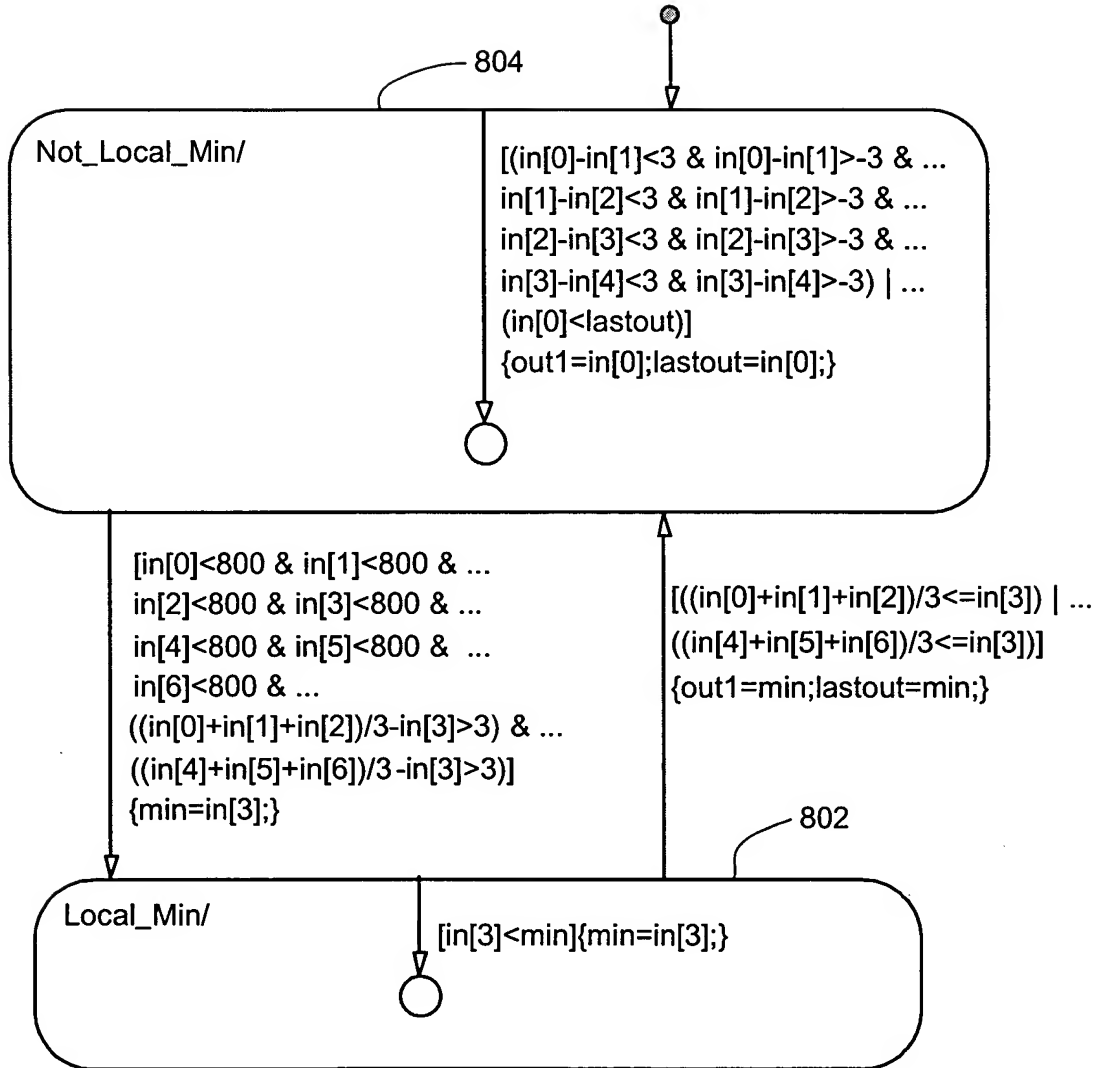 804
Not_Local_Min/
[(in[0]-in[1]<3 & in[0]-in[1]>-3 & ...
in[1]-in[2]<3 & in[1]-in[2]>-3 & ...
in[2]-in[3]<3 & in[2]-in[3]>-3 & ...
in[3]-in[4]<3 & in[3]-in[4]>-3) | ...
(in[0]<lastout)]
{out1=in[0];lastout=in[0];}
[in[0]<800 & in[1]<800 & ...
in[2]<800 & in[3]<800 & ...
in[4]<800 & in[5]<800 & ...
in[6]<800 & ...
((in[0]+in[1]+in[2])/3-in[3]>3) & ...
((in[4]+in[5]+in[6])/3-in[3]>3)]
{min=in[3];}
[((in[0]+in[1]+in[2])/3<=in[3]) | ...
((in[4]+in[5]+in[6])/3<=in[3])]
{out1=min;lastout=min;}
802
Local_Min/
[in[3]<min]{min=in[3];}